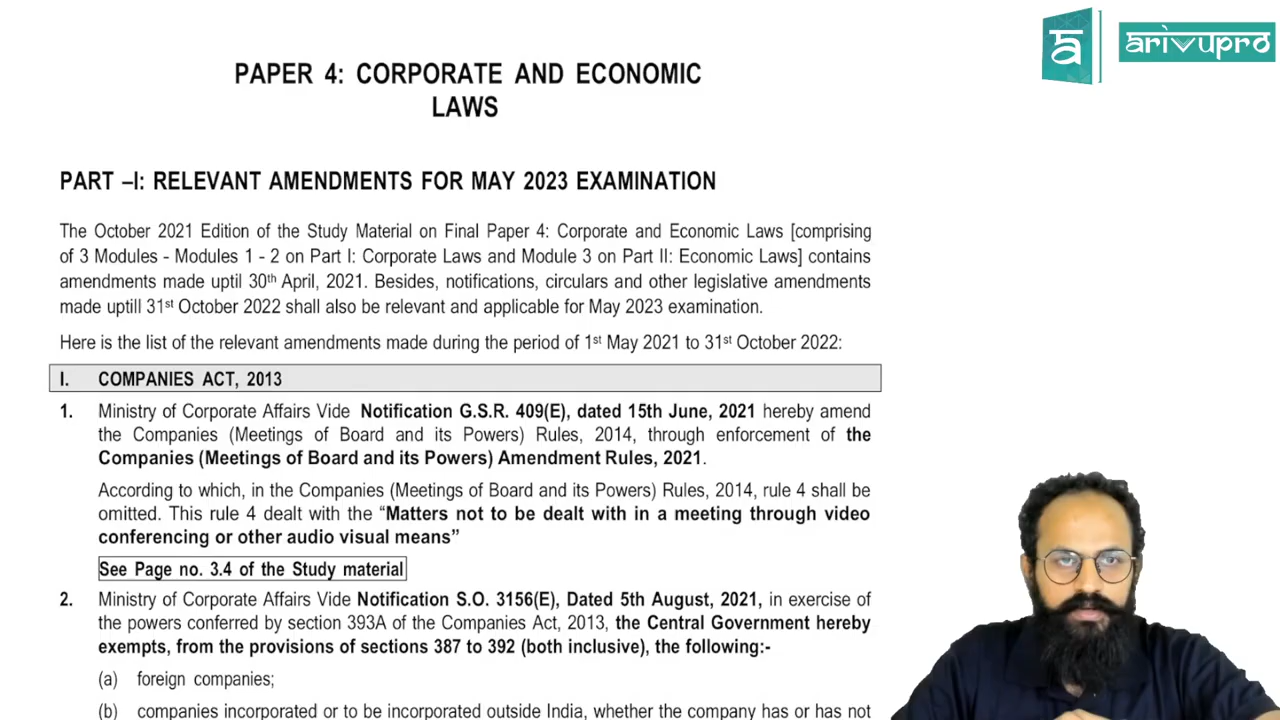 arivupro
PAPER 4: CORPORATE AND ECONOMIC
LAWS
PART –I: RELEVANT AMENDMENTS FOR MAY 2023 EXAMINATION
The October 2021 Edition of the Study Material on Final Paper 4: Corporate and Economic Laws [comprising
of 3 Modules - Modules 1 - 2 on Part I: Corporate Laws and Module 3 on Part II: Economic Laws] contains
amendments made uptil 30th April, 2021. Besides, notifications, circulars and other legislative amendments
made uptill 31st October 2022 shall also be relevant and applicable for May 2023 examination.
Here is the list of the relevant amendments made during the period of 1st May 2021 to 31st October 2022:
I. COMPANIES ACT, 2013
1. Ministry of Corporate Affairs Vide Notification G.S.R. 409(E), dated 15th June, 2021 hereby amend
the Companies (Meetings of Board and its Powers) Rules, 2014, through enforcement of the
Companies (Meetings of Board and its Powers) Amendment Rules, 2021.
According to which, in the Companies (Meetings of Board and its Powers) Rules, 2014, rule 4 shall be
omitted. This rule 4 dealt with the “Matters not to be dealt with in a meeting through video
conferencing or other audio visual means”
See Page no. 3.4 of the Study material
2. Ministry of Corporate Affairs Vide Notification S.O. 3156(E), Dated 5th August, 2021, in exercise of
the powers conferred by section 393A of the Companies Act, 2013, the Central Government hereby
exempts, from the provisions of sections 387 to 392 (both inclusive), the following:-
(a) foreign companies;
(b) companies incorporated or to be incorporated outside India, whether the company has or has not